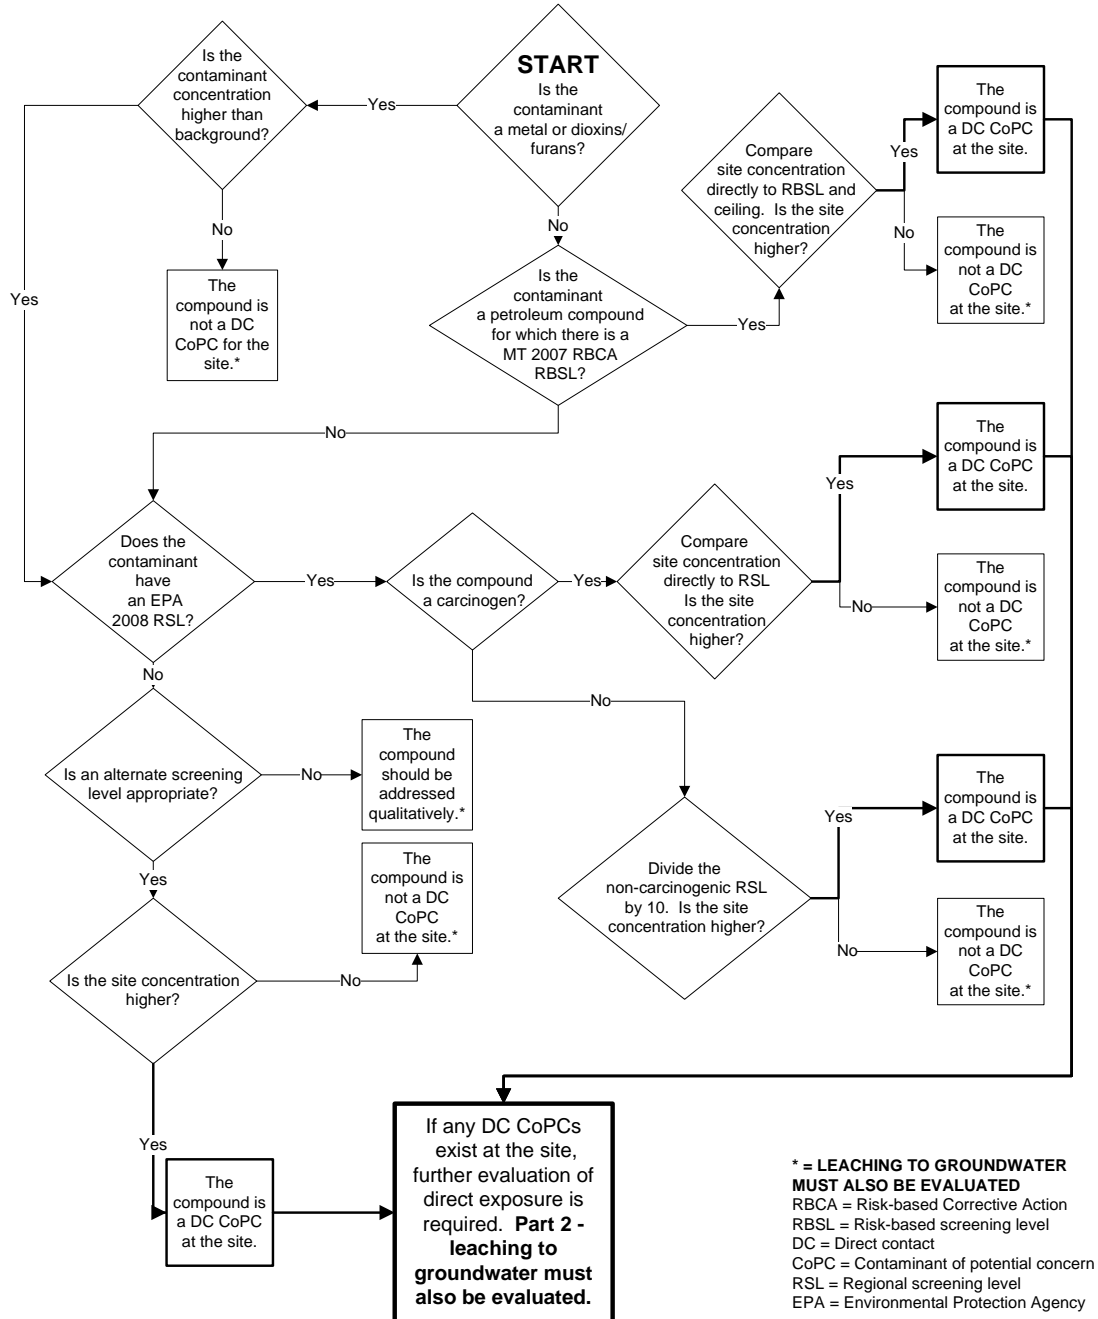 Is the
contaminant
concentration
higher than
background?
Yes
START
Is the
contaminant
a metal or dioxins/
furans?
No
The
compound is
not a DC
CoPC for the
site.*
Yes
No
Is the
contaminant
a petroleum compound
for which there is a
MT 2007 RBCA
RBSL?
Yes
Compare
site concentration
directly to RBSL and
ceiling. Is the site
concentration
higher?
Yes
The
compound is
a DC CoPC
at the site.
No
The
compound is
not a DC
CoPC
at the site.*
No
Does the
contaminant
have
an EPA
2008 RSL?
Yes
Is the compound
a carcinogen?
Yes
Compare
site concentration
directly to RSL
Is the site
concentration
higher?
Yes
The
compound is
a DC CoPC
at the site.
No
The
compound is
not a DC
CoPC
at the site.*
No
No
Is an alternate screening
level appropriate?
No
The
compound
should be
addressed
qualitatively.*
Divide the
non-carcinogenic RSL
by 10. Is the site
concentration higher?
Yes
The
compound is
a DC CoPC
at the site.
No
The
compound is
not a DC
CoPC
at the site.*
Yes
Is the site concentration
higher?
No
The
compound is
not a DC
CoPC
at the site.*
Yes
The
compound is
a DC CoPC
at the site.
If any DC CoPCs
exist at the site,
further evaluation of
direct exposure is
required. Part 2 -
leaching to
groundwater must
also be evaluated.
* = LEACHING TO GROUNDWATER
MUST ALSO BE EVALUATED
RBCA = Risk-based Corrective Action
RBSL = Risk-based screening level
DC = Direct contact
CoPC = Contaminant of potential concern
RSL = Regional screening level
EPA = Environmental Protection Agency